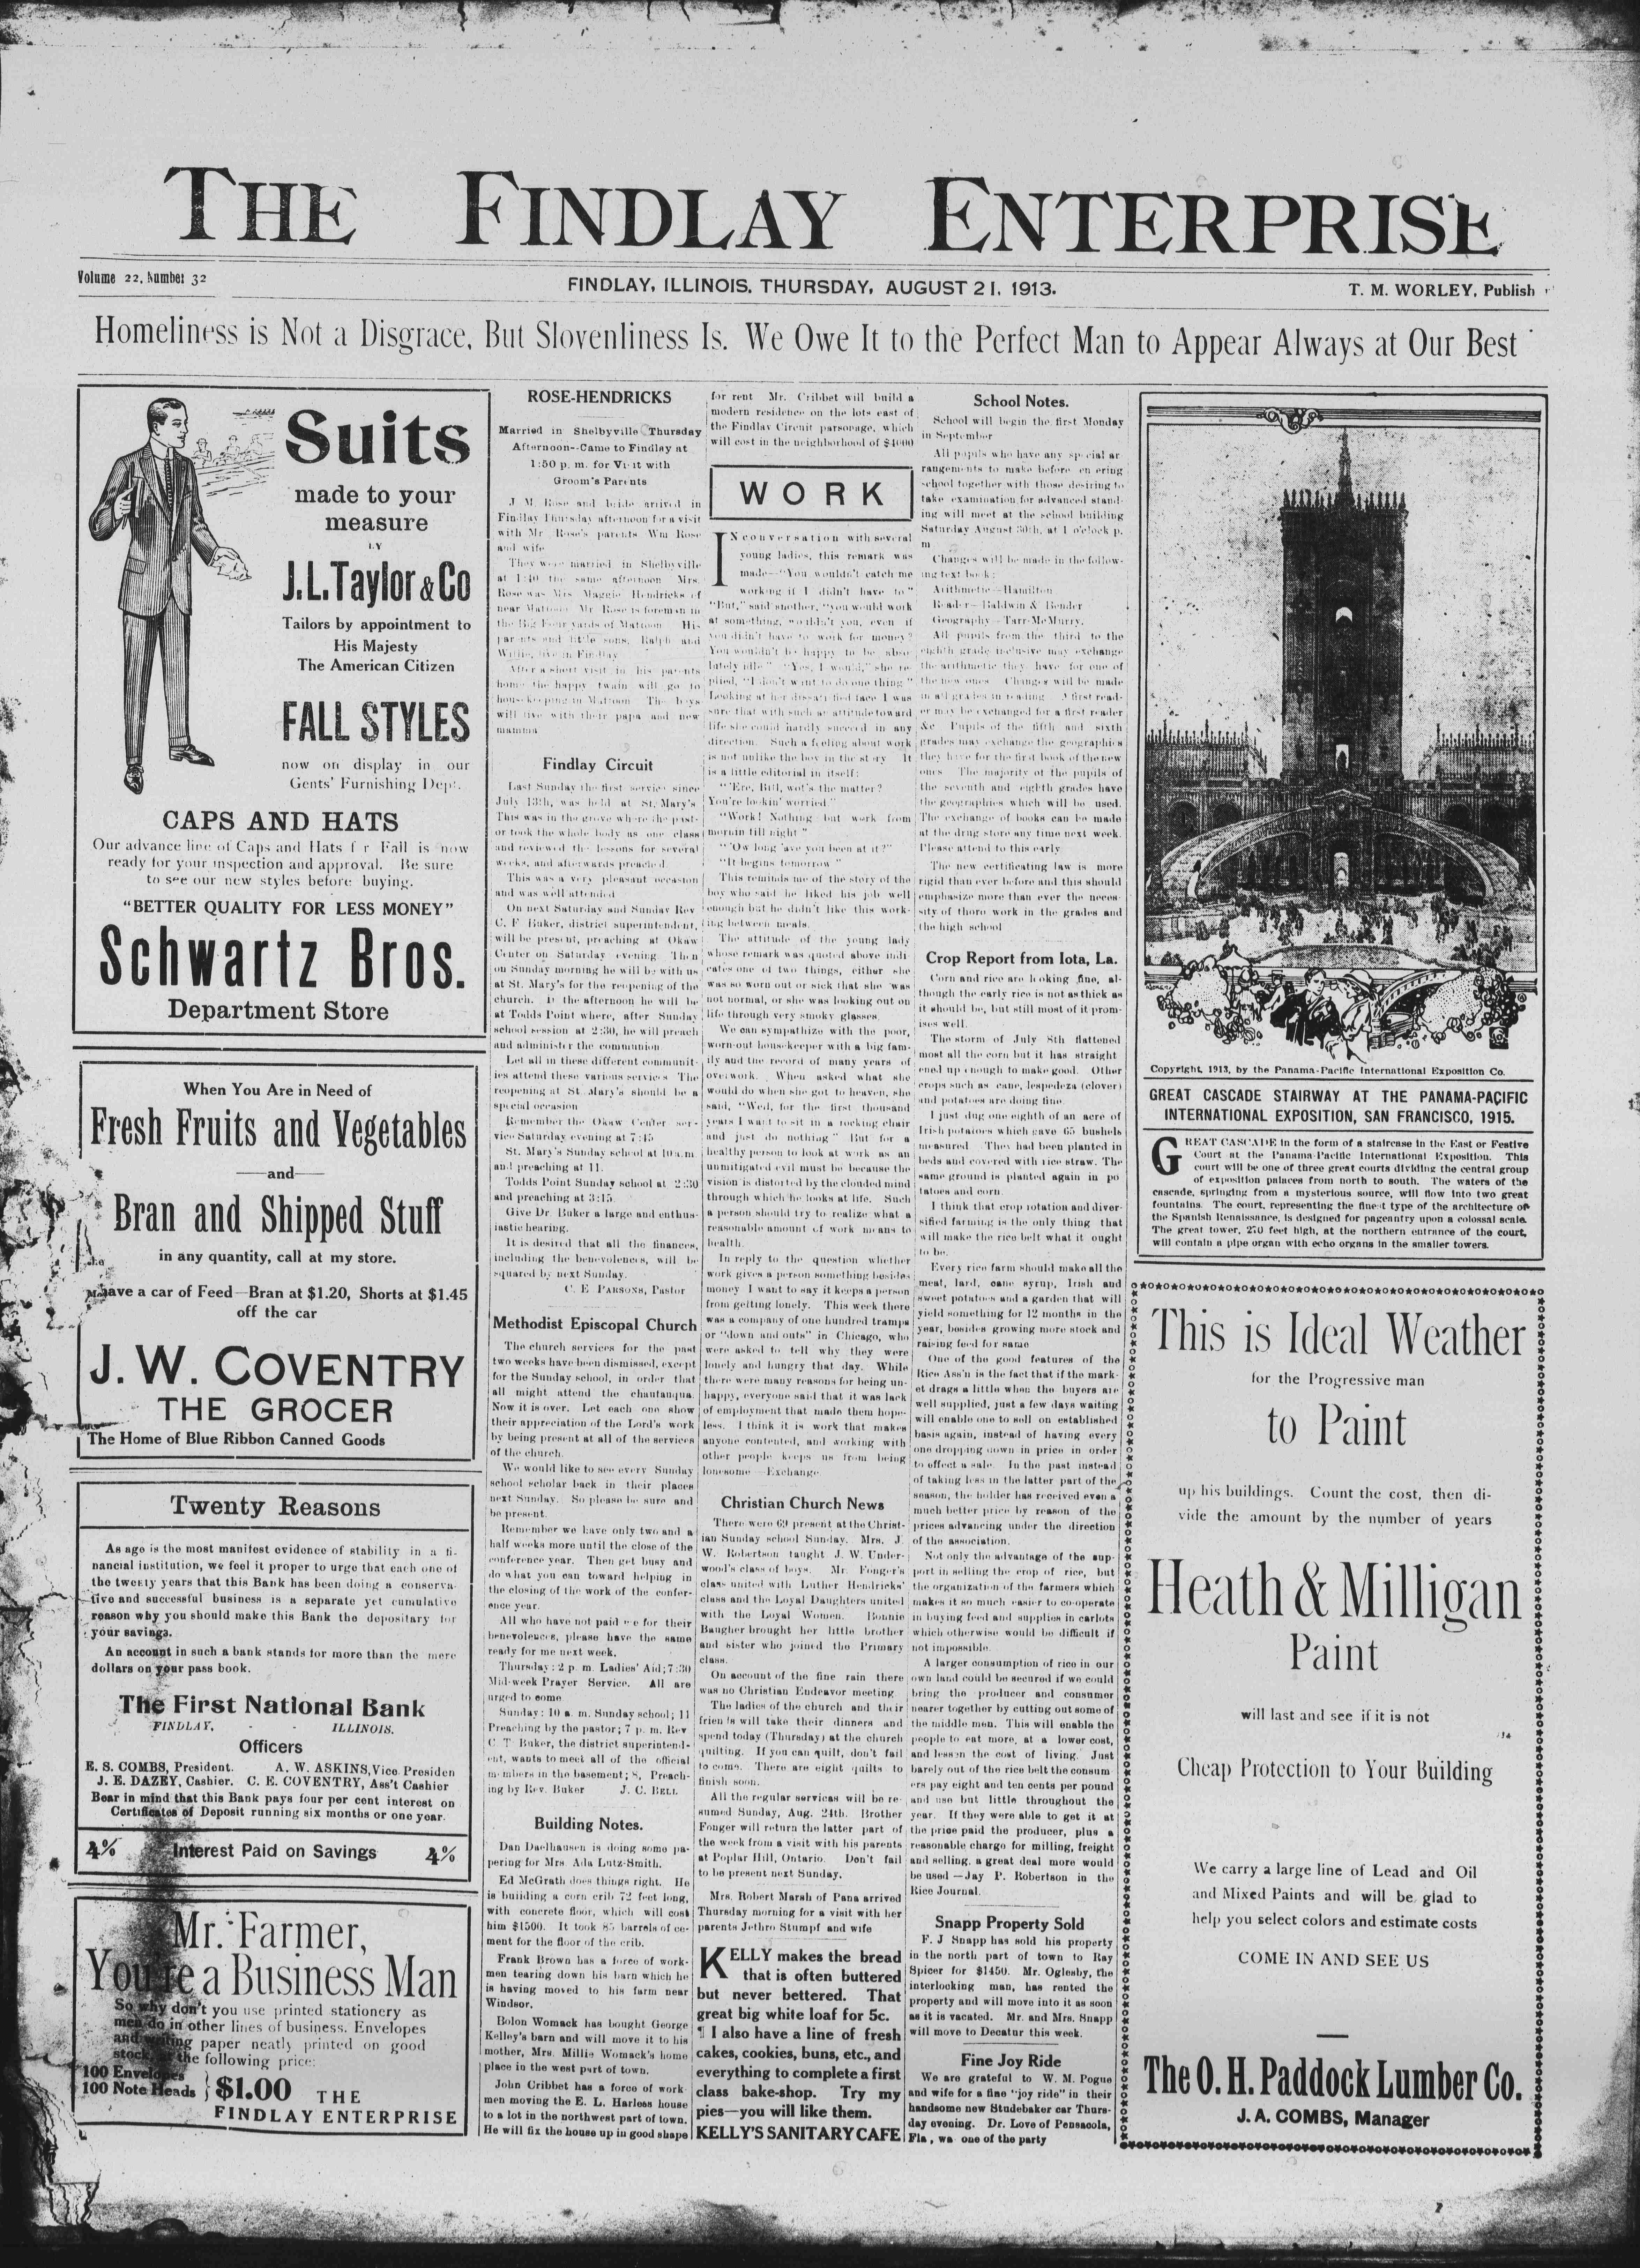 THE FINDLAY ENTERPRISE
Volume 22, Number 32
FINDLAY, ILLINOIS, THURSDAY, AUGUST 21, 1913.
T. M. WORLEY, Publish
Homeliness is Not a Disgrace, But Slovenliness Is. We Owe It to the Perfect Man to Appear Always at Our Best
Suits
made to your
measure
BY
J.L.Taylor & Co
Tailors by appointment to
His Majesty
The American Citizen
FALL STYLES
now on display in our
Gents' Furnishing Dept.
CAPS AND HATS
Our advance line of Caps and Hats f r Fall is now
ready for your inspection and approval. Be sure
to see our new styles before buying.
"BETTER QUALITY FOR LESS MONEY"
Schwartz Bros.
Department Store
When You Are in Need of
Fresh Fruits and Vegetables
—and—
Bran and Shipped Stuff
in any quantity, call at my store.
have a car of Feed—Bran at $1.20, Shorts at $1.45
off the car
J. W. COVENTRY
THE GROCER
The Home of Blue Ribbon Canned Goods
Twenty Reasons
As age is the most manifest evidence of stability in a fi-
nancial institution, we feel it proper to urge that each one of
the twenty years that this Bank has been doing a conserva-
tive and successful business is a separate yet cumulative
reason why you should make this Bank the depositary for
your savings.
An account in such a bank stands for more than the mere
dollars on your pass book.
The First National Bank
FINDLAY, - - ILLINOIS.
Officers
E. S. COMBS, President. A. W. ASKINS, Vice Presiden
J. E. DAZEY, Cashier. C. E. COVENTRY, Ass't Cashier
Bear in mind that this Bank pays four per cent interest on
Certificates of Deposit running six months or one year.
4% Interest Paid on Savings 4%
Mr. Farmer,
You're a Business Man
So why don't you use printed stationery as
men do in other lines of business. Envelopes
and writing paper neatly printed on good
stock, at the following price:
100 Envelopes
100 Note Heads } $1.00 THE
FINDLAY ENTERPRISE
ROSE-HENDRICKS
Married in Shelbyville Thursday
Afternoon--Came to Findlay at
1:50 p. m. for Visit with
Groom's Parents
J M. Rose and bride arrived in
Findlay Thursday afternoon for a visit
with Mr Rose's parents Wm Rose
and wife
They were married in Shelbyville
at 1:40 the same afternoon Mrs.
Rose was Mrs Maggie Hendricks of
near Mattoon Mr Rose is foreman in
the Big Four yards of Mattoon His
parents and little sons, Ralph and
Willie, live in Findlay
After a short visit in his parents
home the happy twain will go to
housekeeping in Mattoon The boys
will live with their papa and new
mamma
Findlay Circuit
Last Sunday the first service since
July 13th, was held at St. Mary's
This was in the grove where the past-
or took the whole body as one class
and reviewed the lessons for several
weeks, and afterwards preached.
This was a very pleasant occasion
and was well attended
On next Saturday and Sunday Rev
C. F Buker, district superintendent,
will be present, preaching at Okaw
Center on Saturday evening Then
on Sunday morning he will be with us
at St. Mary's for the reopening of the
church. In the afternoon he will be
at Todds Point where, after Sunday
school session at 2:30, he will preach
and administer the communion
Let all in these different communit-
ies attend these various services The
reopening at St. Mary's should be a
special occasion
Remember the Okaw Center ser-
vice Saturday evening at 7:45
St. Mary's Sunday school at 10 a.m.
and preaching at 11.
Todds Point Sunday school at 2:30
and preaching at 3:15.
Give Dr. Buker a large and enthus-
iastic hearing.
It is desired that all the finances,
including the benevolences, will be
squared by next Sunday.
C. E PARSONS, Pastor
Methodist Episcopal Church
The church services for the past
two weeks have been dismissed, except
for the Sunday school, in order that
all might attend the chautauqua.
Now it is over. Let each one show
their appreciation of the Lord's work
by being present at all of the services
of the church.
We would like to see every Sunday
school scholar back in their places
next Sunday. So please be sure and
be present.
Remember we have only two and a
half weeks more until the close of the
conference year. Then get busy and
do what you can toward helping in
the closing of the work of the confer-
ence year.
All who have not paid me for their
benevolences, please have the same
ready for me next week.
Thursday: 2 p. m. Ladies' Aid; 7:30
Mid-week Prayer Service. All are
urged to come
Sunday: 10 a. m. Sunday school; 11
Preaching by the pastor; 7 p. m. Rev
C T. Buker, the district superintend-
ent, wants to meet all of the official
members in the basement; 8, Preach-
ing by Rev. Buker J. C. BELL
Building Notes.
Dan Daelhausen is doing some pa-
pering for Mrs Ada Lutz-Smith.
Ed McGrath does things right. He
is building a corn crib 72 feet long,
with concrete floor, which will cost
him $1500. It took 85 barrels of ce-
ment for the floor of the crib.
Frank Brown has a force of work-
men tearing down his barn which he
is having moved to his farm near
Windsor.
Bolon Womack has bought George
Kelley's barn and will move it to his
mother, Mrs. Millie Womack's home
place in the west part of town.
John Cribbet has a force of work
men moving the E. L. Harless house
to a lot in the northwest part of town.
He will fix the house up in good shape
for rent Mr. Cribbet will build a
modern residence on the lots east of
the Findlay Circuit parsonage, which
will cost in the neighborhood of $4000
WORK
IN conversation with several
young ladies, this remark was
made—"You wouldn't catch me
working if I didn't have to"
"But," said another, "you would work
at something, wouldn't you, even if
you didn't have to work for money?
You wouldn't be happy to be abso-
lutely idle" "Yes, I would," she re-
plied, "I don't want to do one thing"
Looking at her dissatisfied face I was
sure that with such an attitude toward
life she could hardly succeed in any
direction. Such a feeling about work
is not unlike the boy in the story It
is a little editorial in itself:
"'Ere, Bill, wot's the matter?
You're lookin' worried"
"Work! Nothing but work from
mornin till night"
"'Ow long 'ave you been at it?"
"It begins tomorrow"
This reminds me of the story of the
boy who said he liked his job well
enough but he didn't like this work-
ing between meals.
The attitude of the young lady
whose remark was quoted above indi-
cates one of two things, either she
was so worn out or sick that she was
not normal, or she was looking out on
life through very smoky glasses.
We can sympathize with the poor,
worn-out housekeeper with a big fam-
ily and the record of many years of
overwork. When asked what she
would do when she got to heaven, she
said, "Wed, for the first thousand
years I want to sit in a rocking chair
and just do nothing" But for a
healthy person to look at work as an
unmitigated evil must be because the
vision is distorted by the clouded mind
through which he looks at life. Such
a person should try to realize what a
reasonable amount of work means to
health.
In reply to the question whether
work gives a person something besides
money I want to say it keeps a person
from getting lonely. This week there
was a company of one hundred tramps
or "down and outs" in Chicago, who
were asked to tell why they were
lonely and hungry that day. While
there were many reasons for being un-
happy, everyone said that it was lack
of employment that made them hope-
less. I think it is work that makes
anyone contented, and working with
other people keeps us from being
lonesome —Exchange
Christian Church News
There were 69 present at the Christ-
ian Sunday school Sunday. Mrs. J.
W. Robertson taught J. W. Under-
wood's class of boys. Mr. Fonger's
class united with Luther Hendricks'
class and the Loyal Daughters united
with the Loyal Women. Bonnie
Baugher brought her little brother
and sister who joined the Primary
class.
On account of the fine rain there
was no Christian Endeavor meeting
The ladies of the church and their
friends will take their dinners and
spend today (Thursday) at the church
quilting. If you can quilt, don't fail
to come. There are eight quilts to
finish soon.
All the regular services will be re-
sumed Sunday, Aug. 24th. Brother
Fonger will return the latter part of
the week from a visit with his parents
at Poplar Hill, Ontario. Don't fail
to be present next Sunday.
Mrs. Robert Marsh of Pana arrived
Thursday morning for a visit with her
parents Jethro Stumpf and wife
KELLY makes the bread
that is often buttered
but never bettered. That
great big white loaf for 5c.
¶ I also have a line of fresh
cakes, cookies, buns, etc., and
everything to complete a first
class bake-shop. Try my
pies—you will like them.
KELLY'S SANITARY CAFE
School Notes.
School will begin the first Monday
in September
All pupils who have any special ar
rangements to make before en ering
school together with those desiring to
take examination for advanced stand-
ing will meet at the school building
Saturday August 30th, at 1 o'clock p.
m
Changes will be made in the follow-
ing text book:
Arithmetic—Hamilton
Reader—Baldwin & Bender
Geography—Tarr-McMurry.
All pupils from the third to the
eighth grade inclusive may exchange
the arithmetic they have for one of
the new ones Changes will be made
in all grades in reading A first read-
er may be exchanged for a first reader
&c Pupils of the fifth and sixth
grades may exchange the geographies
they have for the first book of the new
ones The majority of the pupils of
the seventh and eighth grades have
the geographies which will be used.
The exchange of books can be made
at the drug store any time next week.
Please attend to this early
The new certificating law is more
rigid than ever before and this should
emphasize more than ever the neces-
sity of thoro work in the grades and
the high school
Crop Report from Iota, La.
Corn and rice are looking fine, al-
though the early rice is not as thick as
it should be, but still most of it prom-
ises well.
The storm of July 8th flattened
most all the corn but it has straight
ened up enough to make good. Other
crops such as cane, lespedeza (clover)
and potatoes are doing fine
I just dug one eighth of an acre of
Irish potatoes which gave 65 bushels
measured They had been planted in
beds and covered with rice straw. The
same ground is planted again in po
tatoes and corn.
I think that crop rotation and diver-
sified farming is the only thing that
will make the rice belt what it ought
to be.
Every rice farm should make all the
meat, lard, cane syrup, Irish and
sweet potatoes and a garden that will
yield something for 12 months in the
year, besides growing more stock and
raising feed for same
One of the good features of the
Rice Ass'n is the fact that if the mark-
et drags a little when the buyers are
well supplied, just a few days waiting
will enable one to sell on established
basis again, instead of having every
one dropping down in price in order
to effect a sale. In the past instead
of taking less in the latter part of the
season, the holder has received even a
much better price by reason of the
prices advancing under the direction
of the association.
Not only the advantage of the sup-
port in selling the crop of rice, but
the organization of the farmers which
makes it so much easier to co-operate
in buying feed and supplies in carlots
which otherwise would be difficult if
not impossible.
A larger consumption of rice in our
own land could be secured if we could
bring the producer and consumer
nearer together by cutting out some of
the middle men. This will enable the
people to eat more, at a lower cost,
and lessen the cost of living. Just
barely out of the rice belt the consum
ers pay eight and ten cents per pound
and use but little throughout the
year. If they were able to get it at
the price paid the producer, plus a
reasonable charge for milling, freight
and selling, a great deal more would
be used —Jay P. Robertson in the
Rice Journal.
Snapp Property Sold
F. J Snapp has sold his property
in the north part of town to Ray
Spicer for $1450. Mr. Oglesby, the
interlocking man, has rented the
property and will move into it as soon
as it is vacated. Mr. and Mrs. Snapp
will move to Decatur this week.
Fine Joy Ride
We are grateful to W. M. Pogue
and wife for a fine "joy ride" in their
handsome new Studebaker car Thurs-
day evening. Dr. Love of Pensacola,
Fla, wa one of the party
Copyright, 1913, by the Panama-Pacific International Exposition Co.
GREAT CASCADE STAIRWAY AT THE PANAMA-PACIFIC
INTERNATIONAL EXPOSITION, SAN FRANCISCO, 1915.
GREAT CASCADE in the form of a staircase in the East or Festive
Court at the Panama-Pacific International Exposition. This
court will be one of three great courts dividing the central group
of exposition palaces from north to south. The waters of the
cascade, springing from a mysterious source, will flow into two great
fountains. The court, representing the finest type of the architecture of
the Spanish Renaissance, is designed for pageantry upon a colossal scale.
The great tower, 270 feet high, at the northern entrance of the court,
will contain a pipe organ with echo organs in the smaller towers.
This is Ideal Weather
for the Progressive man
to Paint
up his buildings. Count the cost, then di-
vide the amount by the number of years
Heath & Milligan
Paint
will last and see if it is not
Cheap Protection to Your Building
We carry a large line of Lead and Oil
and Mixed Paints and will be glad to
help you select colors and estimate costs
COME IN AND SEE US
The O. H. Paddock Lumber Co.
J. A. COMBS, Manager